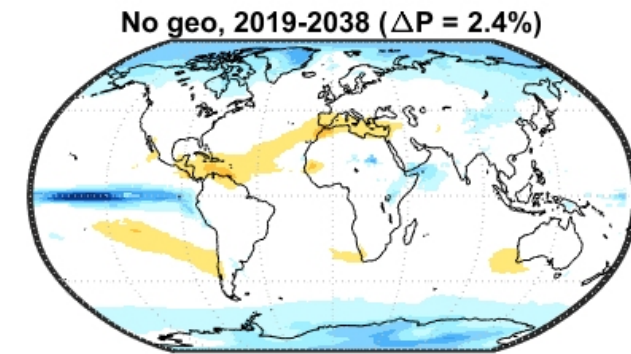 No geo, 2019-2038 (△P = 2.4%)